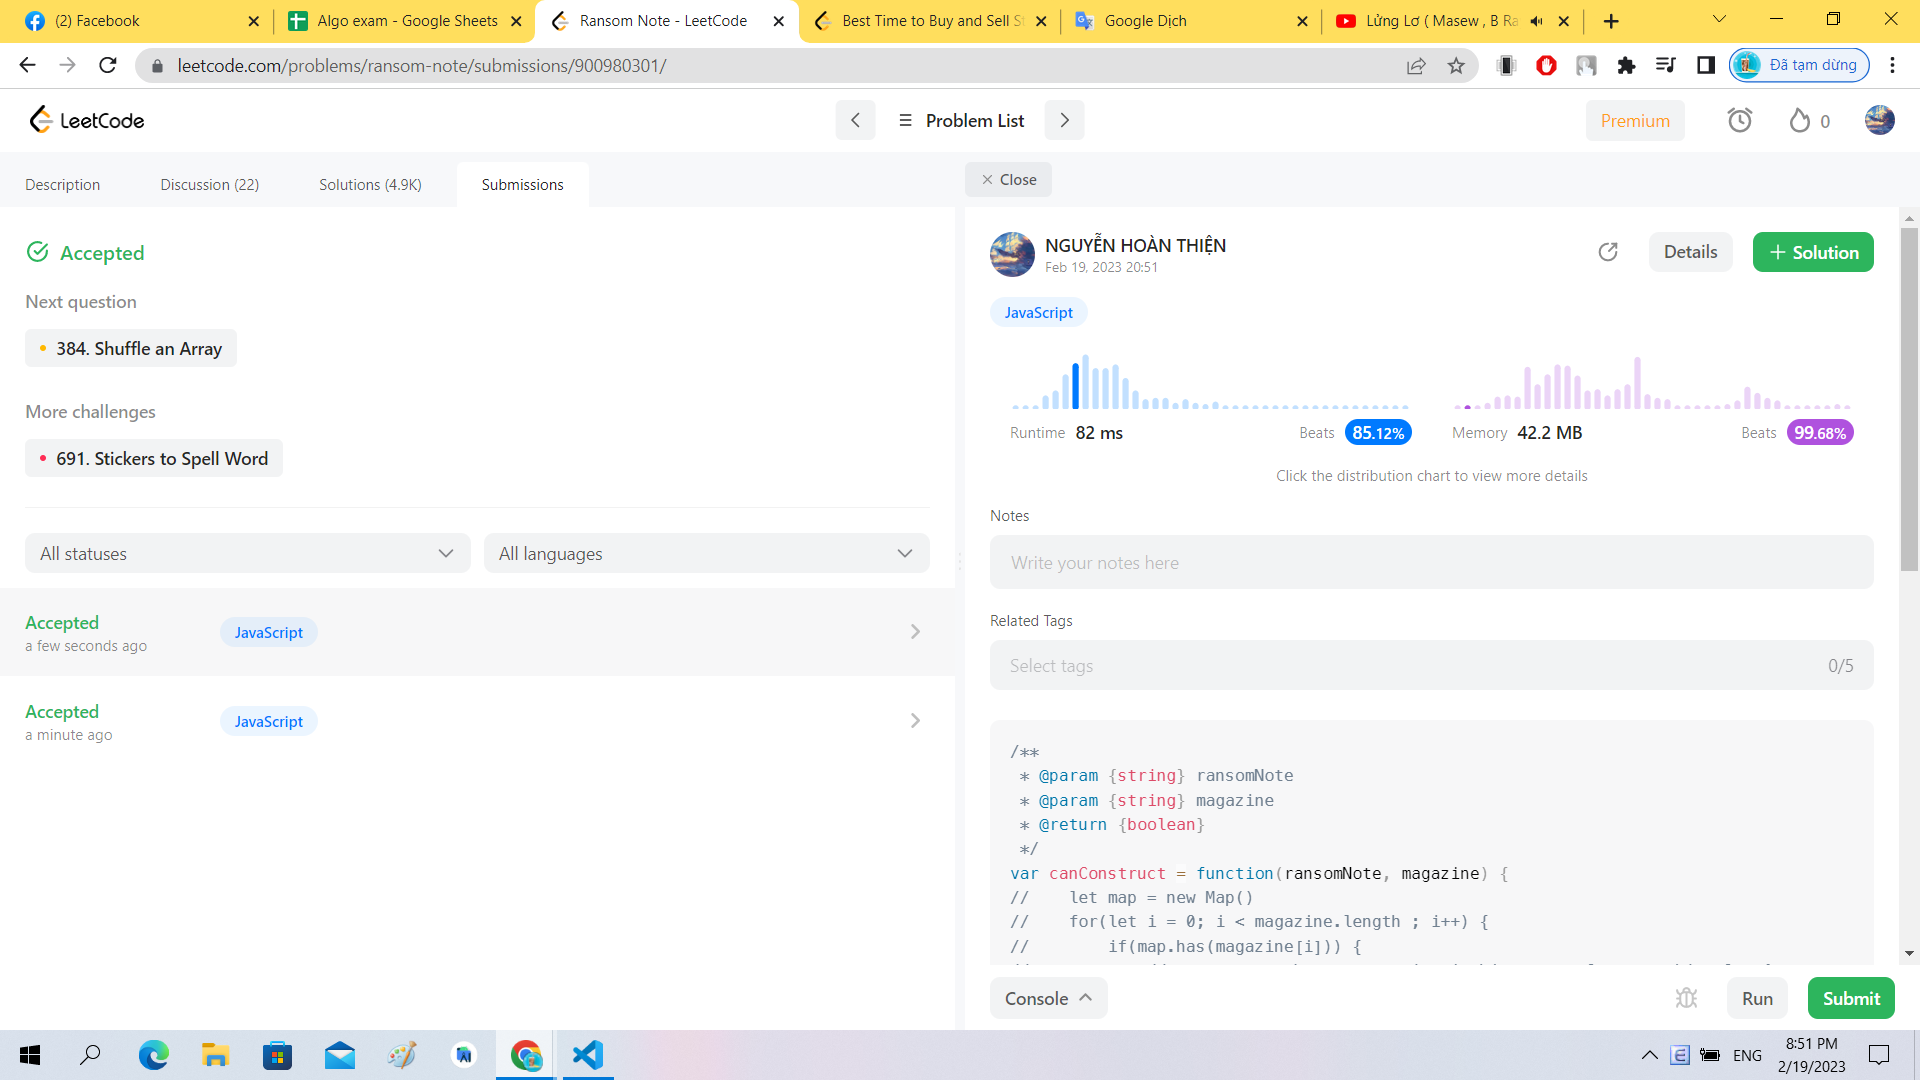 (2) Facebook
Algo exam - Google Sheets
Ransom Note - LeetCode
Best Time to Buy and Sell St
Google Dịch
Lửng Lơ ( Masew , B Ra
leetcode.com/problems/ransom-note/submissions/900980301/
Đã tạm dừng
LeetCode
Problem List
Premium
0
Description
Discussion (22)
Solutions (4.9K)
Submissions
Close
Accepted
Next question
384. Shuffle an Array
More challenges
691. Stickers to Spell Word
All statuses
All languages
Accepted
a few seconds ago
JavaScript
Accepted
a minute ago
JavaScript
NGUYỄN HOÀN THIỆN
Feb 19, 2023 20:51
Details
Solution
JavaScript
Runtime 82 ms
Beats 85.12%
Memory 42.2 MB
Beats 99.68%
Click the distribution chart to view more details
Notes
Write your notes here
Related Tags
Select tags
0/5
/**
* @param {string} ransomNote
* @param {string} magazine
* @return {boolean}
*/
var canConstruct = function(ransomNote, magazine) {
// let map = new Map()
// for(let i = 0; i < magazine.length ; i++) {
// if(map.has(magazine[i])) {
Console
Run
Submit
ENG
8:51 PM
2/19/2023